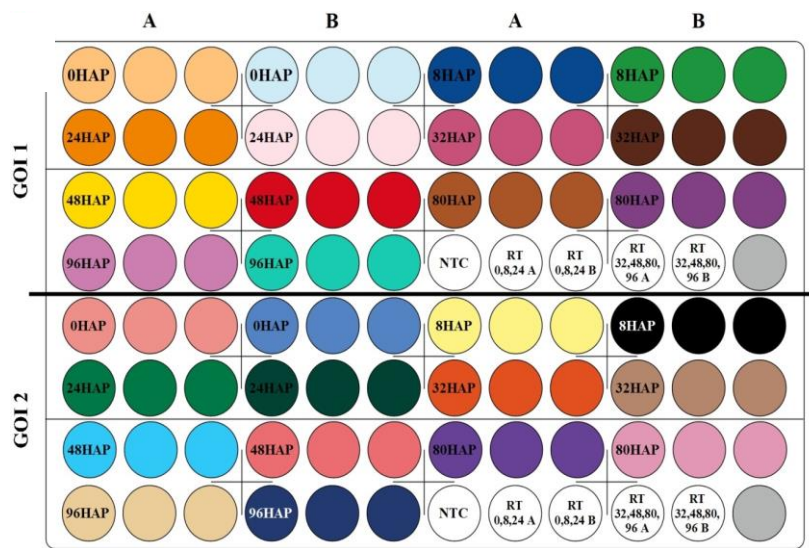 A B A B
GOI 1
0HAP 0HAP 8HAP 8HAP
24HAP 24HAP 32HAP 32HAP
48HAP 48HAP 80HAP 80HAP
96HAP 96HAP NTC RT 0,8,24 A RT 0,8,24 B RT 32,48,80, 96 A RT 32,48,80, 96 B
GOI 2
0HAP 0HAP 8HAP 8HAP
24HAP 24HAP 32HAP 32HAP
48HAP 48HAP 80HAP 80HAP
96HAP 96HAP NTC RT 0,8,24 A RT 0,8,24 B RT 32,48,80, 96 A RT 32,48,80, 96 B